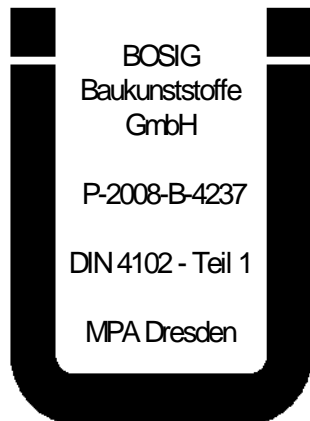 BOSIG
Baukunststoffe
GmbH
P-2008-B-4237
DIN 4102 - Teil 1
MPA Dresden